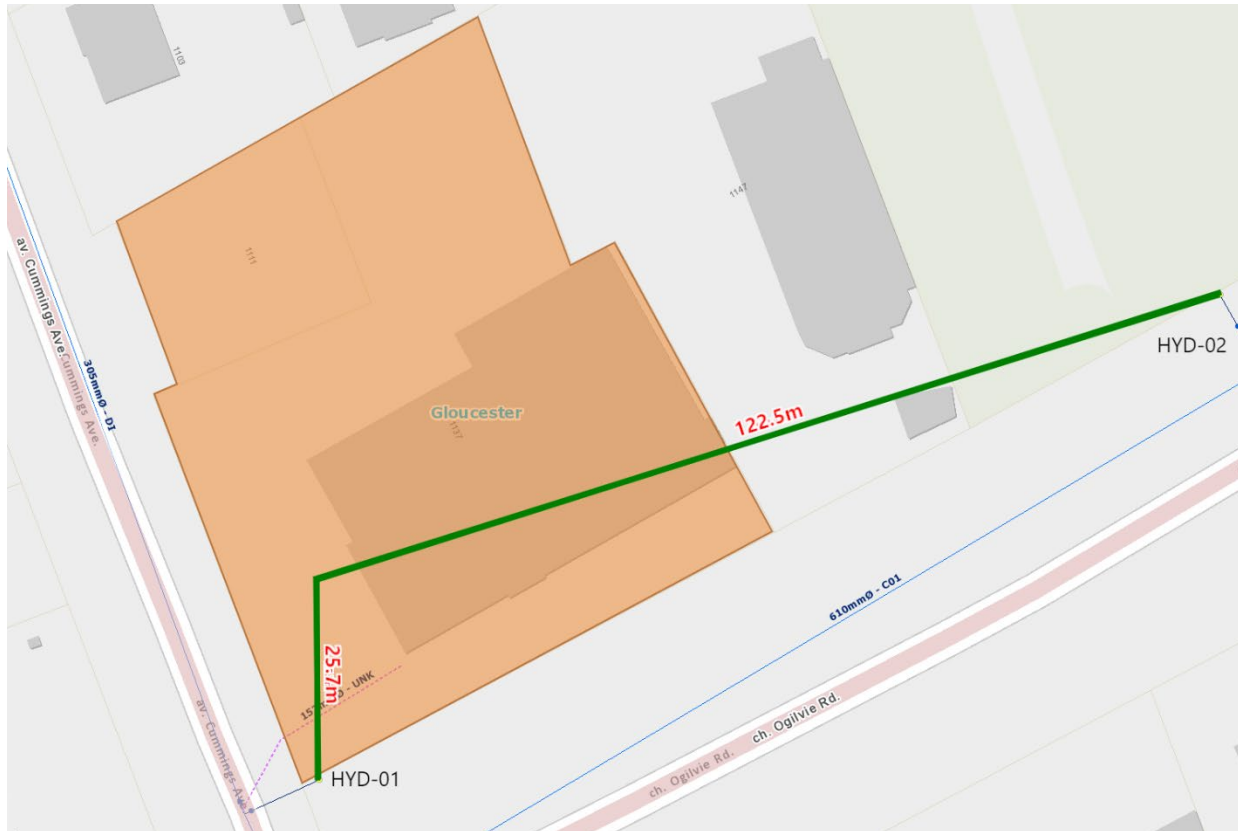 1103
1147
1111
av. Cummings Ave.
Cummings Ave.
305mmØ - DI
Gloucester
1137
122.5m
HYD-02
610mmØ - C01
25.7m
Ø - UNK
av. Cummings Ave.
HYD-01
ch. Ogilvie Rd.
ch. Ogilvie Rd.